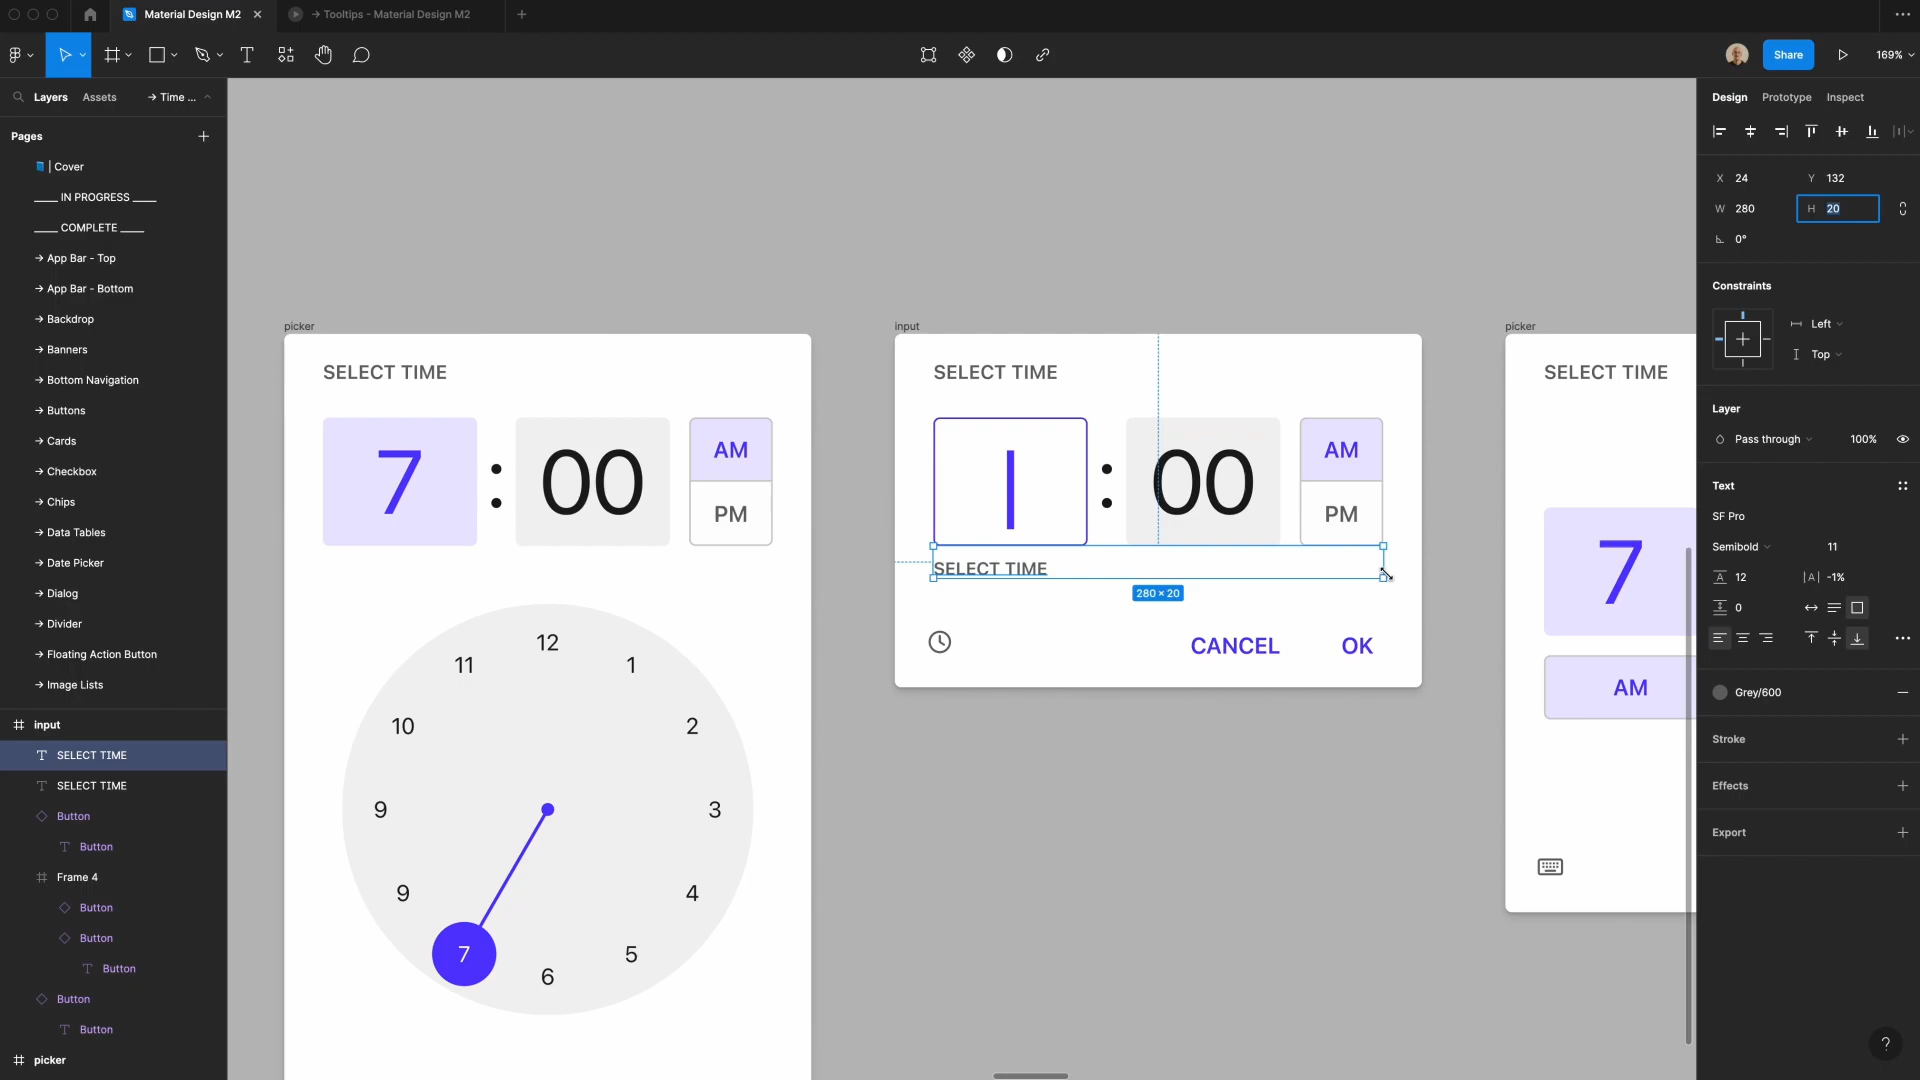 Material Design M2
→ Tooltips - Material Design M2
Share
169%
Layers
Assets
→ Time ...
Pages
| Cover
____ IN PROGRESS ____
____ COMPLETE ____
→ App Bar - Top
→ App Bar - Bottom
→ Backdrop
→ Banners
→ Bottom Navigation
→ Buttons
→ Cards
→ Checkbox
→ Chips
→ Data Tables
→ Date Picker
→ Dialog
→ Divider
→ Floating Action Button
→ Image Lists
input
SELECT TIME
SELECT TIME
Button
Button
Frame 4
Button
Button
Button
Button
Button
picker
picker
SELECT TIME
7 : 00
AM
PM
12
11
1
10
2
9
3
9
4
7
5
6
input
SELECT TIME
: 00
AM
PM
SELECT TIME
280 × 20
CANCEL
OK
picker
SELECT TIME
7
AM
Design
Prototype
Inspect
X 24
Y 132
W 280
H 20
0°
Constraints
Left
Top
Layer
Pass through
100%
Text
SF Pro
Semibold
11
A 12
|A| -1%
0
Grey/600
Stroke
Effects
Export
?